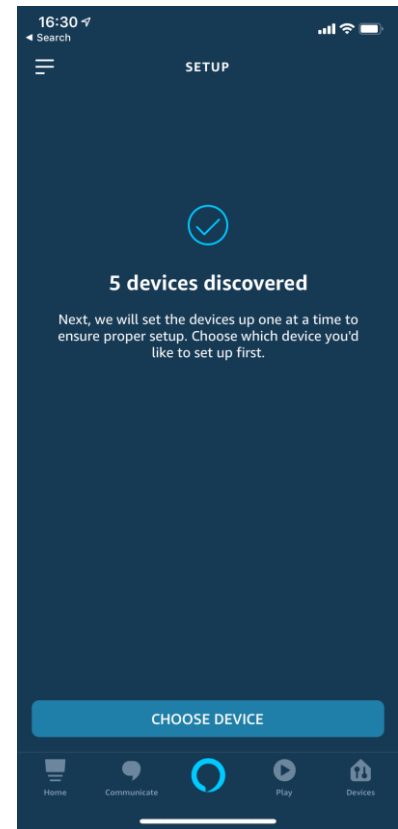 16:30
Search
SETUP
5 devices discovered
Next, we will set the devices up one at a time to
ensure proper setup. Choose which device you'd
like to set up first.
CHOOSE DEVICE
Home
Communicate
Play
Devices